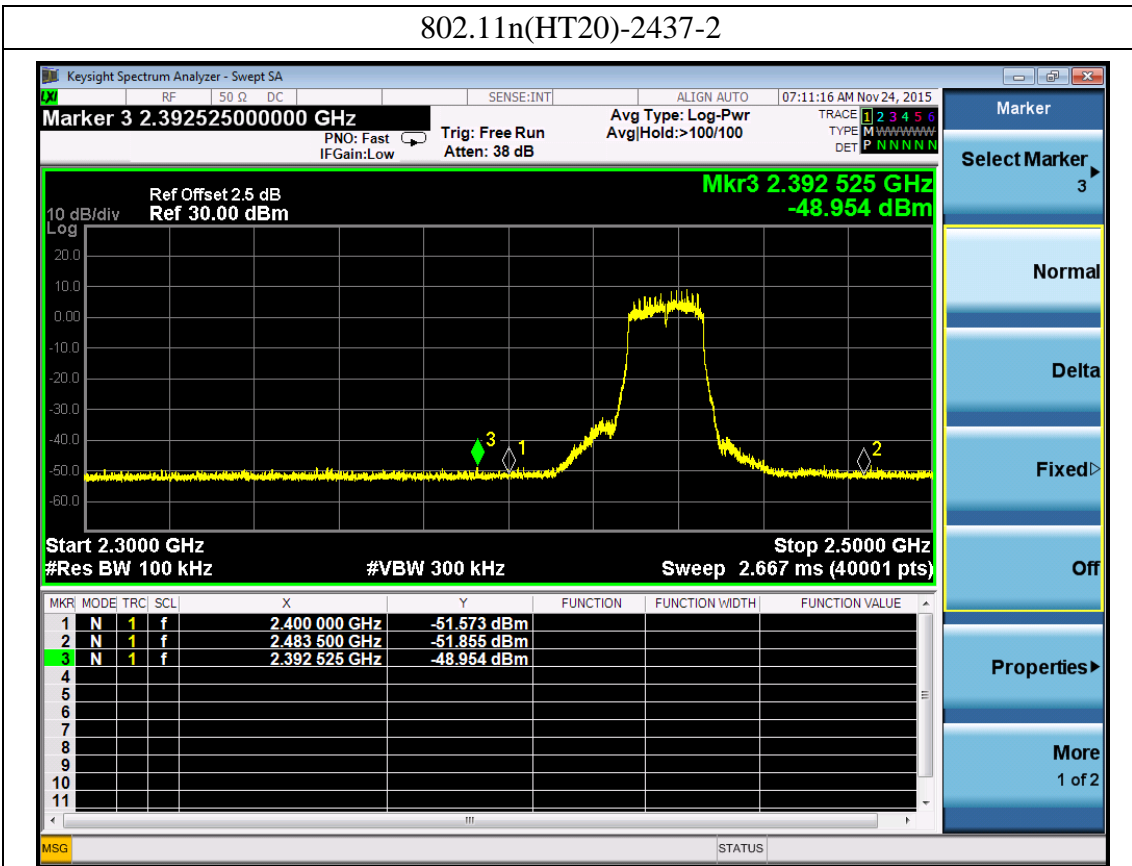 802.11n(HT20)-2437-2
Keysight Spectrum Analyzer - Swept SA
LXI RF 50 Ω DC SENSE:INT ALIGN AUTO 07:11:16 AM Nov 24, 2015
Marker 3 2.392525000000 GHz
PNO: Fast
IFGain:Low
Trig: Free Run
Atten: 38 dB
Avg Type: Log-Pwr
Avg|Hold:>100/100
TRACE 1 2 3 4 5 6
TYPE M WWWWW
DET P N N N N N
Marker
Select Marker
3
Normal
Delta
Fixed
Off
Properties
More
1 of 2
Mkr3 2.392 525 GHz
-48.954 dBm
Ref Offset 2.5 dB
10 dB/div Ref 30.00 dBm
Log
20.0
10.0
0.00
-10.0
-20.0
-30.0
-40.0
-50.0
-60.0
3
1
2
Start 2.3000 GHz Stop 2.5000 GHz
#Res BW 100 kHz #VBW 300 kHz Sweep 2.667 ms (40001 pts)
MKR MODE TRC SCL X Y FUNCTION FUNCTION WIDTH FUNCTION VALUE
1 N 1 f 2.400 000 GHz -51.573 dBm
2 N 1 f 2.483 500 GHz -51.855 dBm
3 N 1 f 2.392 525 GHz -48.954 dBm
4
5
6
7
8
9
10
11
MSG STATUS